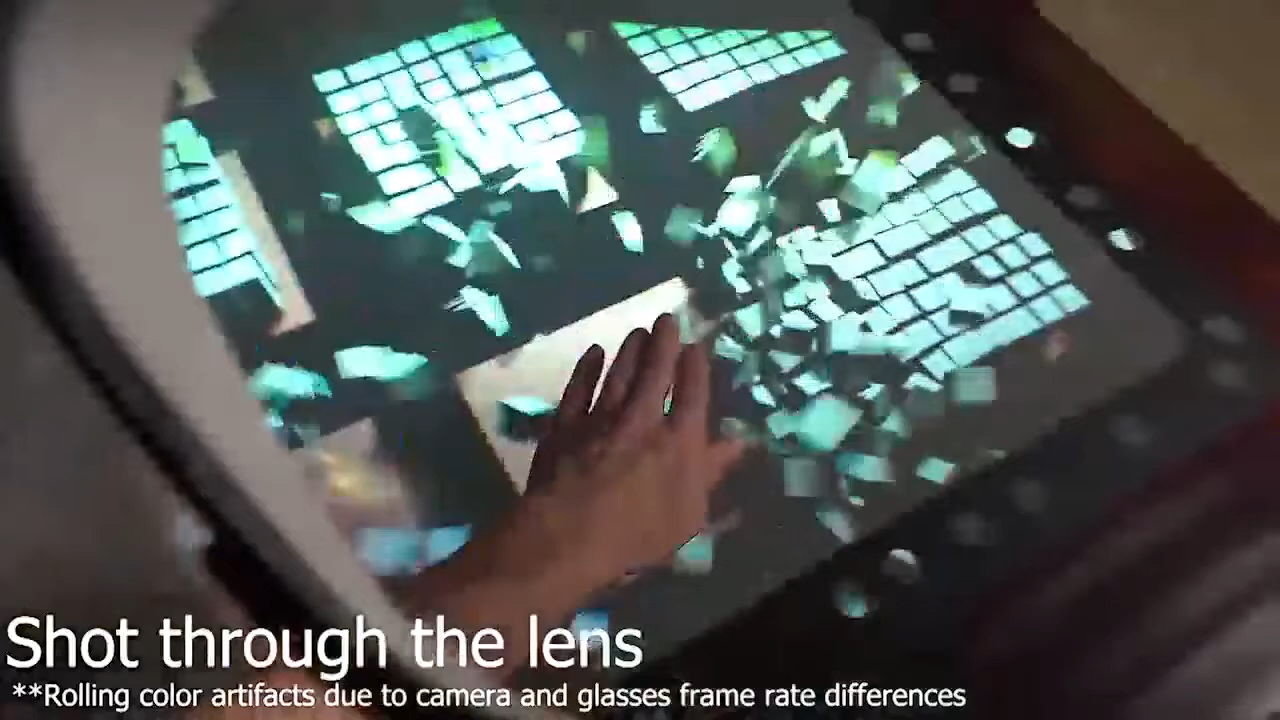 Shot through the lens
**Rolling color artifacts due to camera and glasses frame rate differences